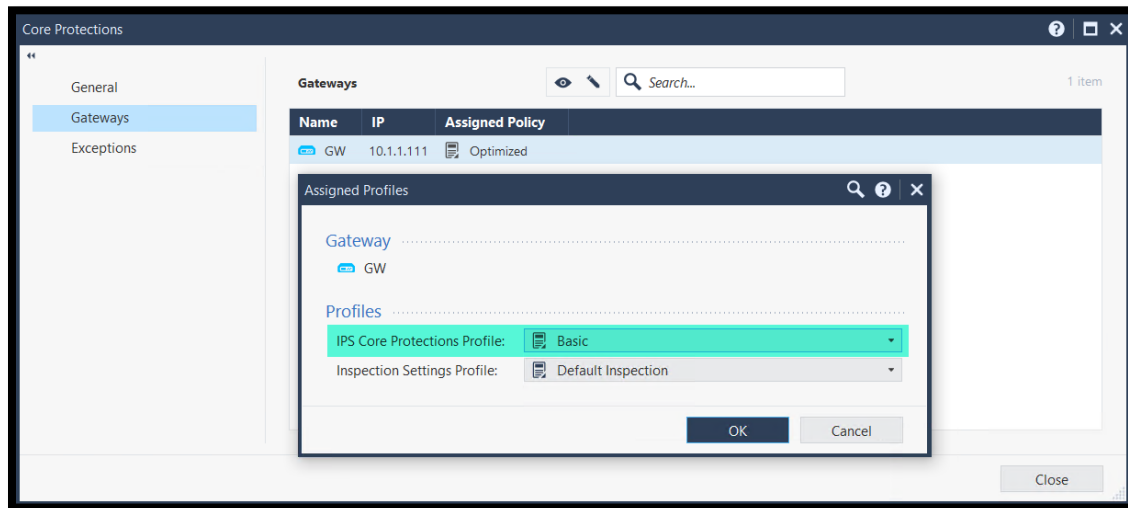 Core Protections
General
Gateways
Exceptions
Gateways
Search...
1 item
Name IP Assigned Policy
GW 10.1.1.111 Optimized
Assigned Profiles
Gateway
GW
Profiles
IPS Core Protections Profile: Basic
Inspection Settings Profile: Default Inspection
OK Cancel
Close